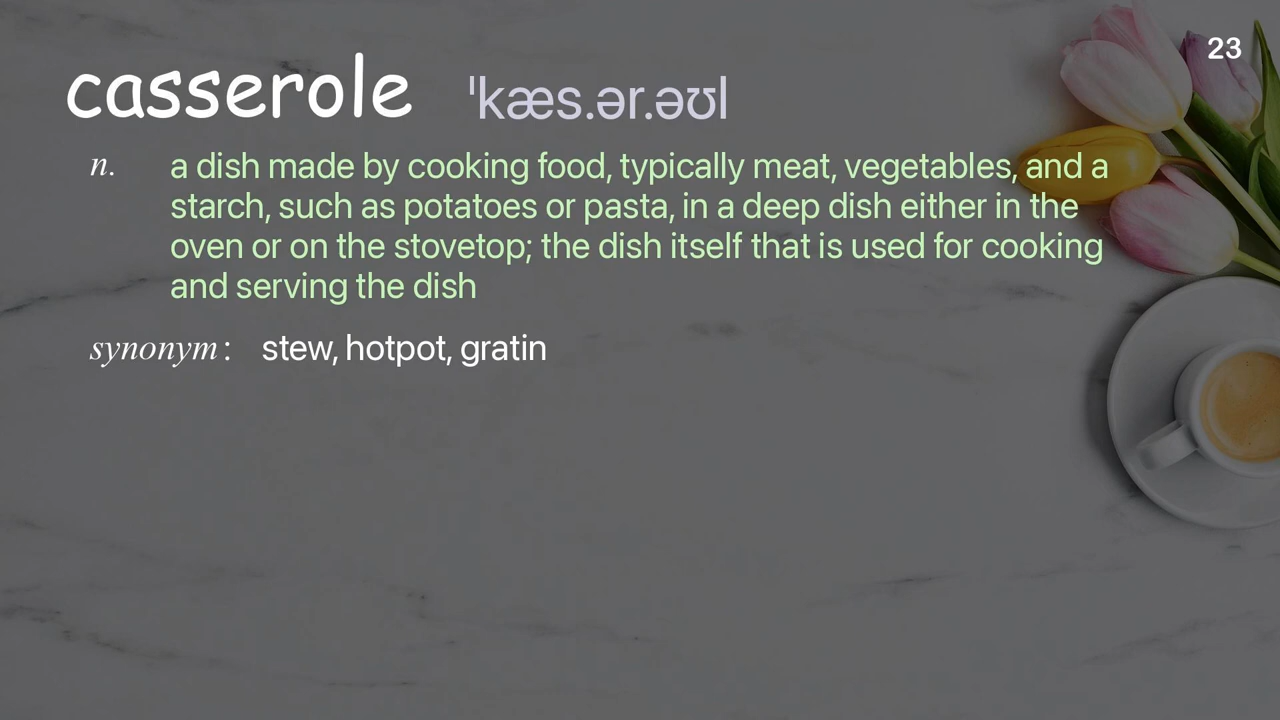 23
casserole ˈkæs.ər.əʊl
n. a dish made by cooking food, typically meat, vegetables, and a
starch, such as potatoes or pasta, in a deep dish either in the
oven or on the stovetop; the dish itself that is used for cooking
and serving the dish
synonym: stew, hotpot, gratin